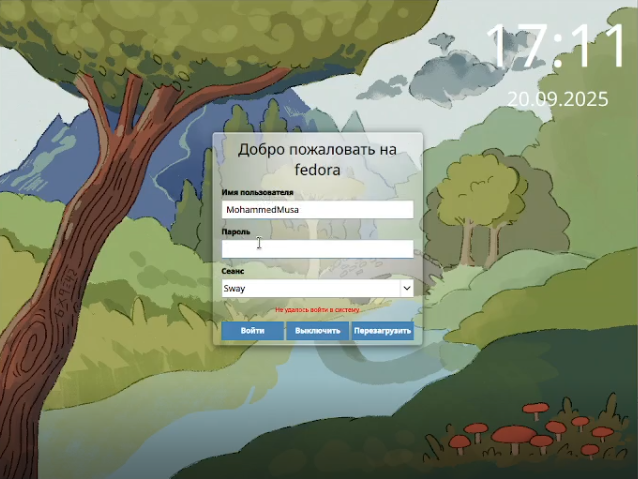 17:11
20.09.2025
Добро пожаловать на
fedora
Имя пользователя
MohammedMusa
Пароль
Сеанс
Sway
Не удалось войти в систему
Войти
Выключить
Перезагрузить